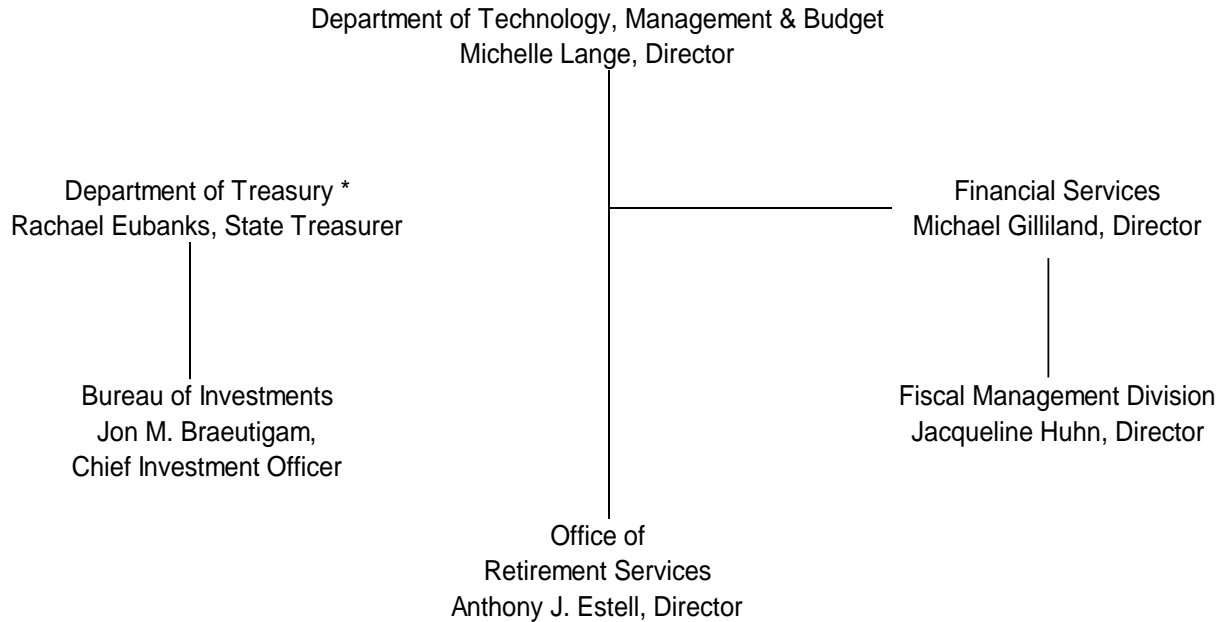 Department of Technology, Management & Budget
Michelle Lange, Director
Department of Treasury *
Rachael Eubanks, State Treasurer
Financial Services
Michael Gilliland, Director
Bureau of Investments
Jon M. Braeutigam,
Chief Investment Officer
Fiscal Management Division
Jacqueline Huhn, Director
Office of
Retirement Services
Anthony J. Estell, Director